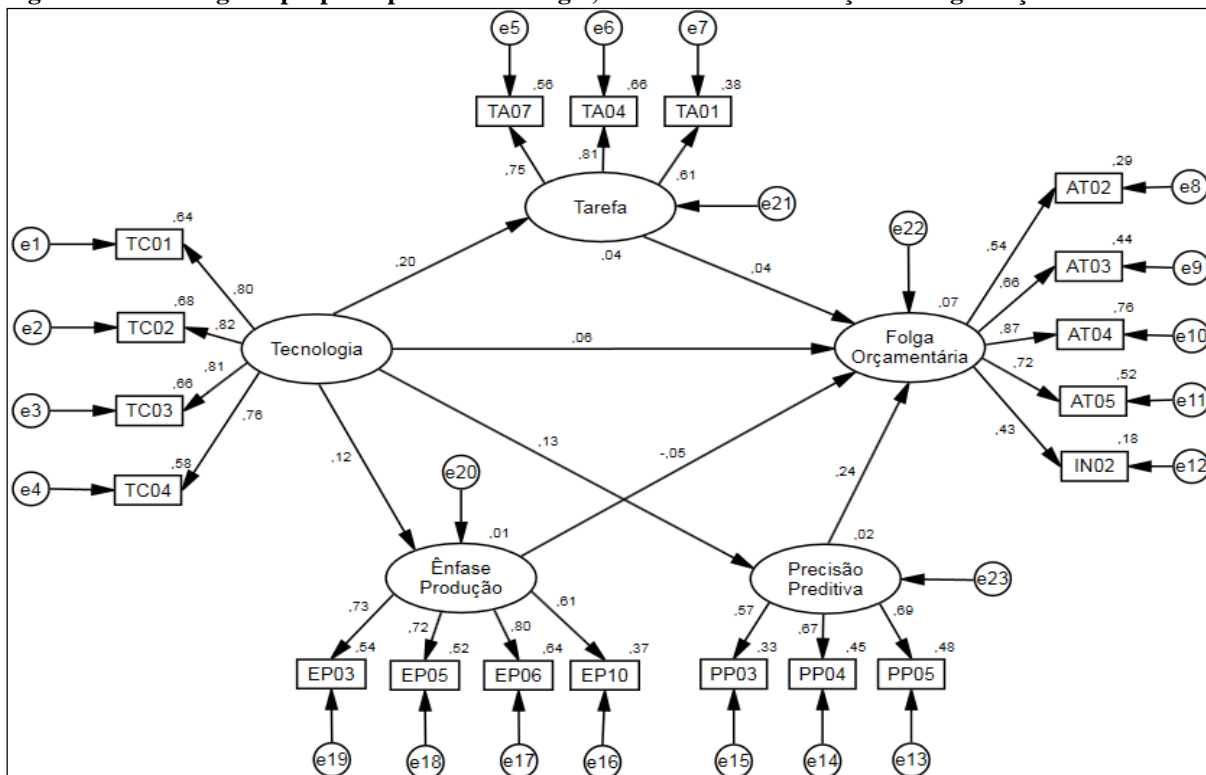 e5 e6 e7
,56 ,66 ,38
TA07 TA04 TA01
,75 ,81 ,61
Tarefa
e21
,04
e1
,64
TC01
,80
e2
,68
TC02
,82
e3
,66
TC03
,81
e4
,58
TC04
,76
Tecnologia
,20
,04
,06
,12
,13
-,05
,24
e22
,07
Folga
Orçamentária
,29
AT02
e8
,54
,44
AT03
e9
,66
,76
AT04
e10
,87
,52
AT05
e11
,72
,18
IN02
e12
,43
e20
,01
Ênfase
Produção
,73 ,72 ,80 ,61
,54 ,52 ,64 ,37
EP03 EP05 EP06 EP10
e19 e18 e17 e16
,02
Precisão
Preditiva
e23
,57 ,67 ,69
,33 ,45 ,48
PP03 PP04 PP05
e15 e14 e13